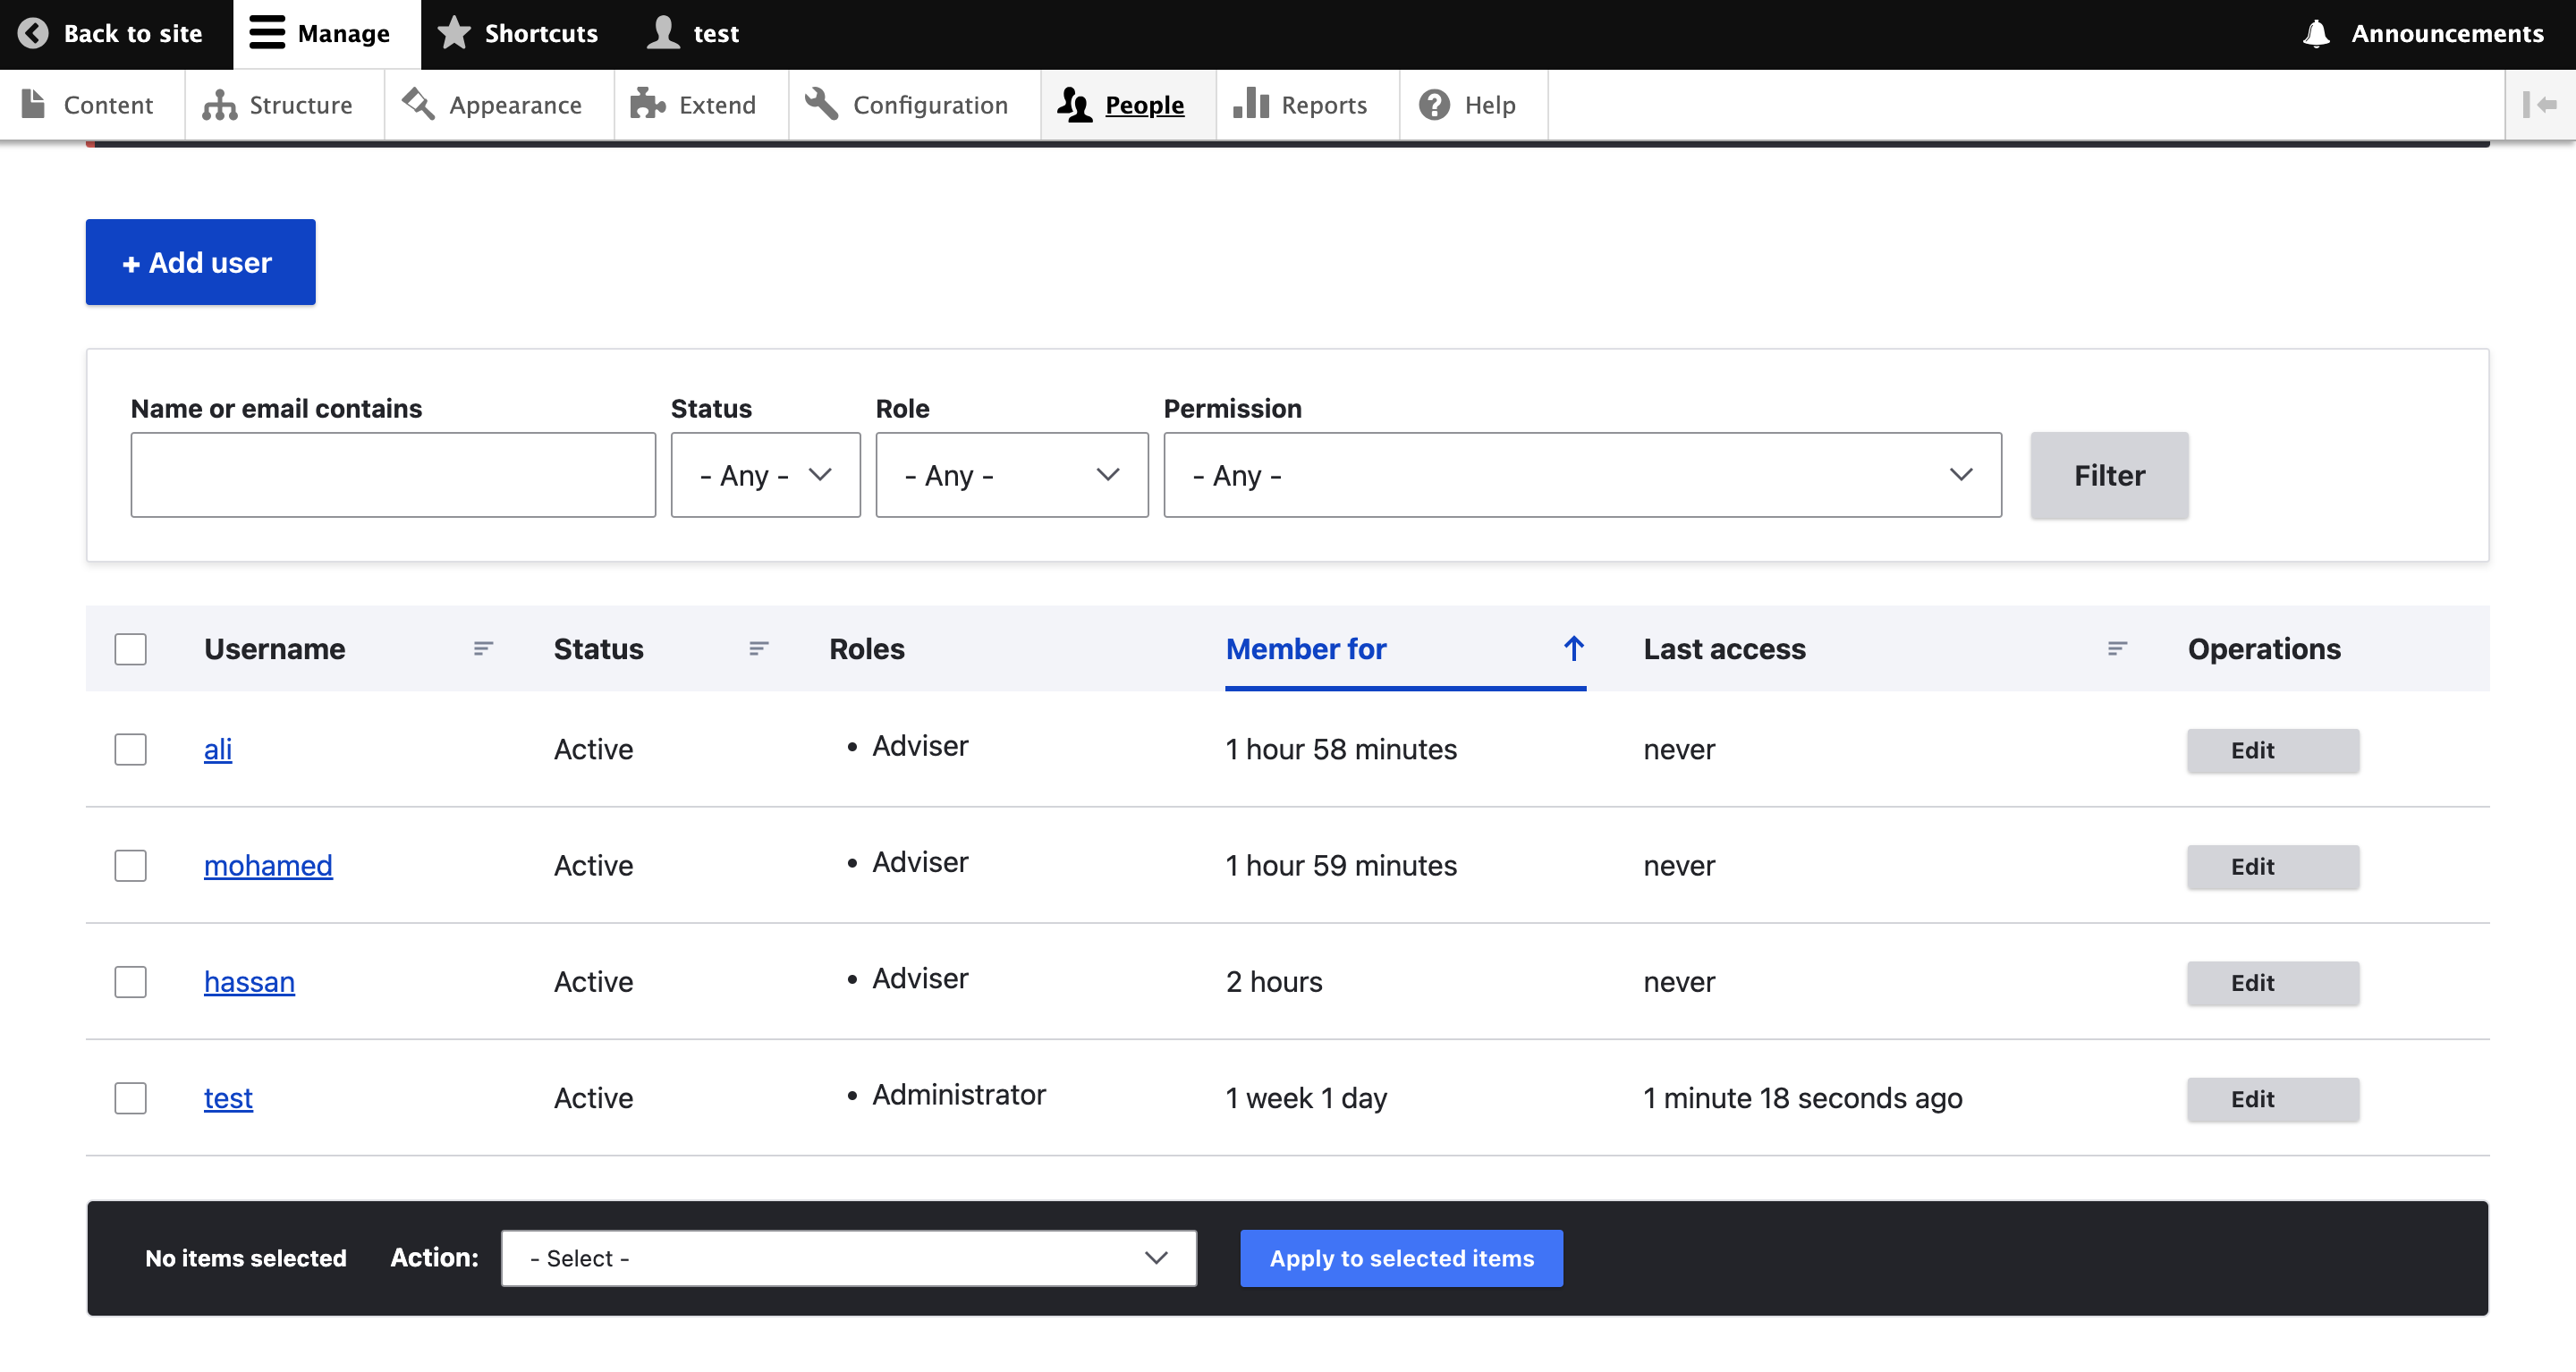 Back to site Manage Shortcuts test Announcements
Content Structure Appearance Extend Configuration People Reports Help
+ Add user
Name or email contains Status Role Permission
- Any - - Any - - Any - Filter
Username Status Roles Member for Last access Operations
ali Active • Adviser 1 hour 58 minutes never Edit
mohamed Active • Adviser 1 hour 59 minutes never Edit
hassan Active • Adviser 2 hours never Edit
test Active • Administrator 1 week 1 day 1 minute 18 seconds ago Edit
No items selected Action: - Select - Apply to selected items